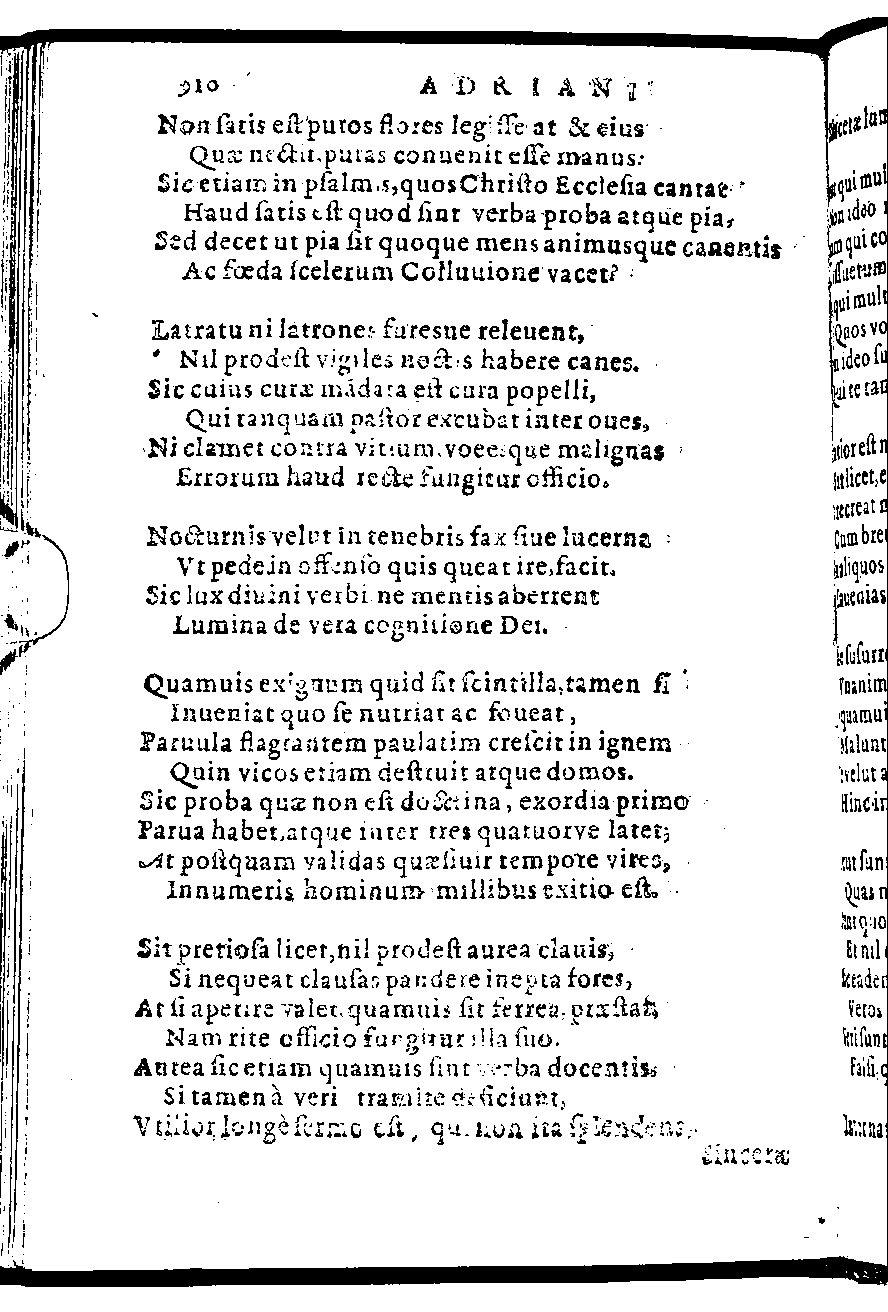 910 ADRIANI
Non ſatis eſt puros flores legiſſe at & eius
Quæ nectit, puras conuenit eſſe manus:
Sic etiam in pſalmis, quos Chriſto Eccleſia cantat
Haud ſatis eſt quod ſint verba proba atque pia,
Sed decet ut pia ſit quoque mens animusque canentis
Ac fœda ſcelerum Colluuione vacet?
Latratu ni latrones fureſue releuent,
Nil prodeſt vigiles noctis habere canes.
Sic cuius curæ mādata eſt cura popelli,
Qui tanquam paſtor excubat inter oues,
Ni clamet contra vitium, voceſque malignas
Errorum haud recte fungitur officio.
Nocturnis velut in tenebris fax ſiue lucerna
Vt pede in offenſo quis queat ire, facit.
Sic lux diuini verbi ne mentis aberrent
Lumina de vera cognitione Dei.
Quamuis exiguum quid ſit ſcintilla, tamen ſi
Inueniat quo ſe nutriat ac foueat,
Paruula flagrantem paulatim creſcit in ignem
Quin vicos etiam deſtruit atque domos.
Sic proba quæ non eſt doctrina, exordia primo
Parua habet, atque inter tres quatuorve latet;
At poſtquam validas quæſiuit tempore vires,
Innumeris hominum millibus exitio eſt.
Sit pretioſa licet, nil prodeſt aurea clauis,
Si nequeat clauſas pandere inepta fores,
At ſi aperire valet, quamuis ſit ferrea, præſtat,
Nam rite officio fungitur illa ſuo.
Aurea ſic etiam quamuis ſint verba docentis,
Si tamen à veri tramite deficiunt,
Vtilior longè ſermo eſt, qui non ita ſplendens,
Sinceræ